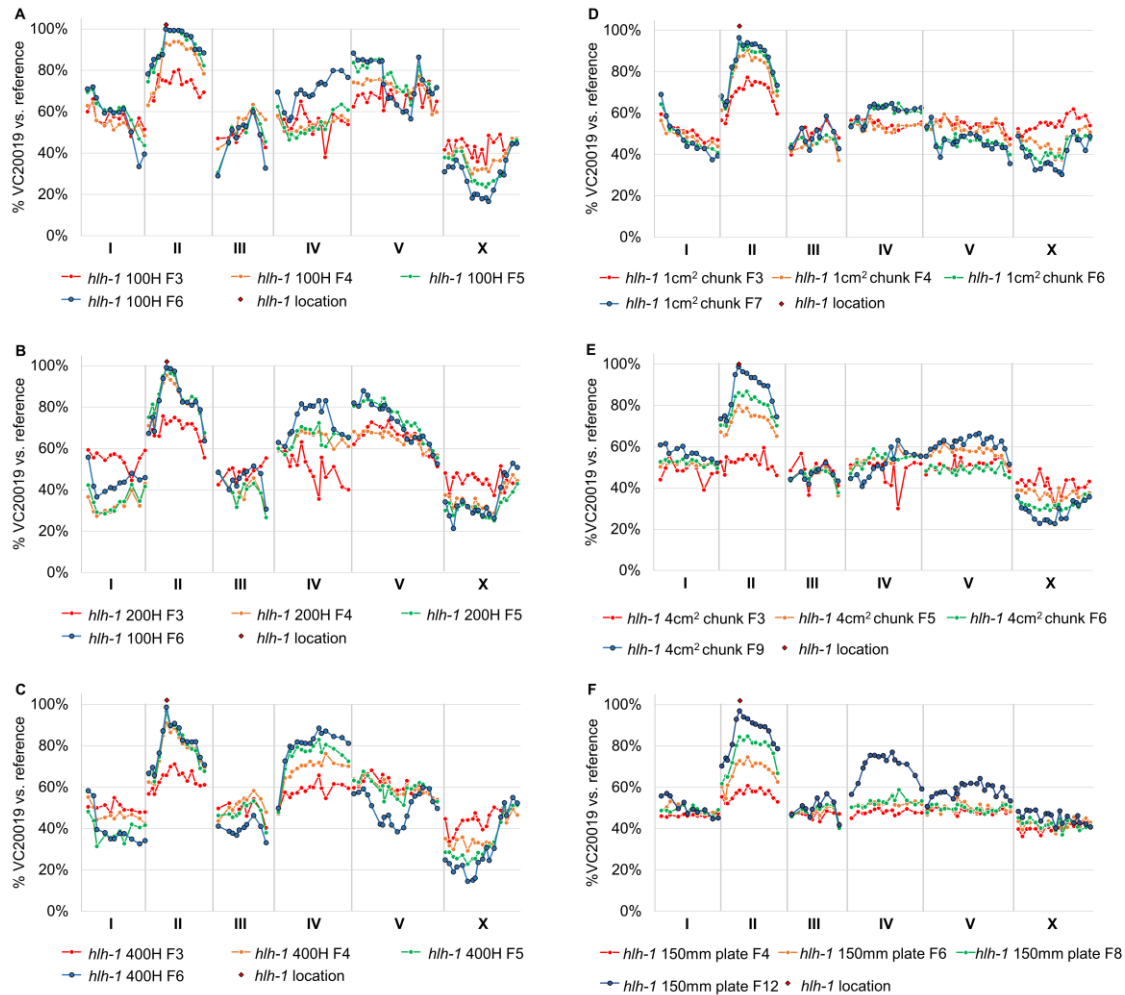 A
% VC20019 vs. reference
100%
80%
60%
40%
20%
0%
I II III IV V X
hlh-1 100H F3 hlh-1 100H F4 hlh-1 100H F5
hlh-1 100H F6 hlh-1 location
B
% VC20019 vs. reference
100%
80%
60%
40%
20%
0%
I II III IV V X
hlh-1 200H F3 hlh-1 200H F4 hlh-1 200H F5
hlh-1 100H F6 hlh-1 location
C
% VC20019 vs. reference
100%
80%
60%
40%
20%
0%
I II III IV V X
hlh-1 400H F3 hlh-1 400H F4 hlh-1 400H F5
hlh-1 400H F6 hlh-1 location
D
% VC20019 vs. reference
100%
80%
60%
40%
20%
0%
I II III IV V X
hlh-1 1cm² chunk F3 hlh-1 1cm² chunk F4 hlh-1 1cm² chunk F6
hlh-1 1cm² chunk F7 hlh-1 location
E
%VC20019 vs. reference
100%
80%
60%
40%
20%
0%
I II III IV V X
hlh-1 4cm² chunk F3 hlh-1 4cm² chunk F5 hlh-1 4cm² chunk F6
hlh-1 4cm² chunk F9 hlh-1 location
F
%VC20019 vs. reference
100%
80%
60%
40%
20%
0%
I II III IV V X
hlh-1 150mm plate F4 hlh-1 150mm plate F6 hlh-1 150mm plate F8
hlh-1 150mm plate F12 hlh-1 location